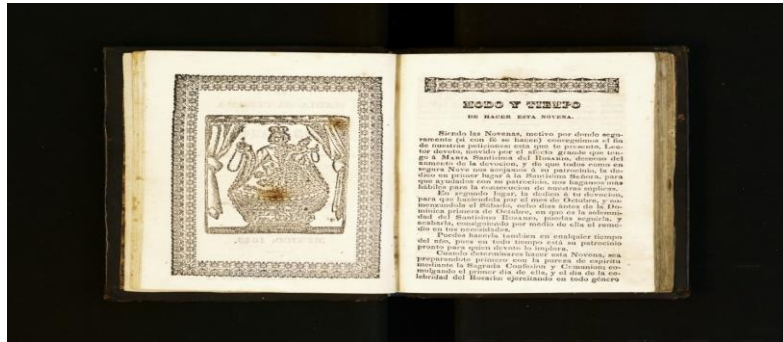 MODO Y TIEMPO
DE HACER ESTA NOVENA.
Siendo las Novenas, motivo por donde segu-
ramente (si con fé se hacen) conseguimos el fin
de nuestras peticiones: esta que te presento, Lec-
tor devoto, movido por el afecto grande que ten-
go á MARIA Santísima del ROSARIO, deseoso del
aumento de la devocion, y de que todos como en
segura Nave nos acojamos á su patrocinio, la de-
dico en primer lugar á la Santísima Señora, para
que ayudados con su patrocinio, nos hagamos mas
hábiles para la consecucion de nuestras súplicas.
En segundo lugar, la dedico á tu devocion,
para que haciendola por el mes de Octubre, y co-
menzandola el Sábado, ocho dias ántes de la Do-
minica primera de Octubre, en que es la solemni-
dad del Santísimo ROSARIO, puedas seguirla, y
acabarla, consiguiendo por medio de ella el reme-
dio en tus necesidades.
Puedes hacerla tambien en cualquier tiempo
del año, pues en todo tiempo está su patrocinio
pronto para quien devoto lo implora.
Cuando determinares hacer esta Novena, sea
preparandote primero con la pureza de espíritu
mediante la Sagrada Confesion y Comunion; co-
mulgando el primer dia de ella, y el dia de la ce-
lebridad del Rosario: ejercitando en todo género